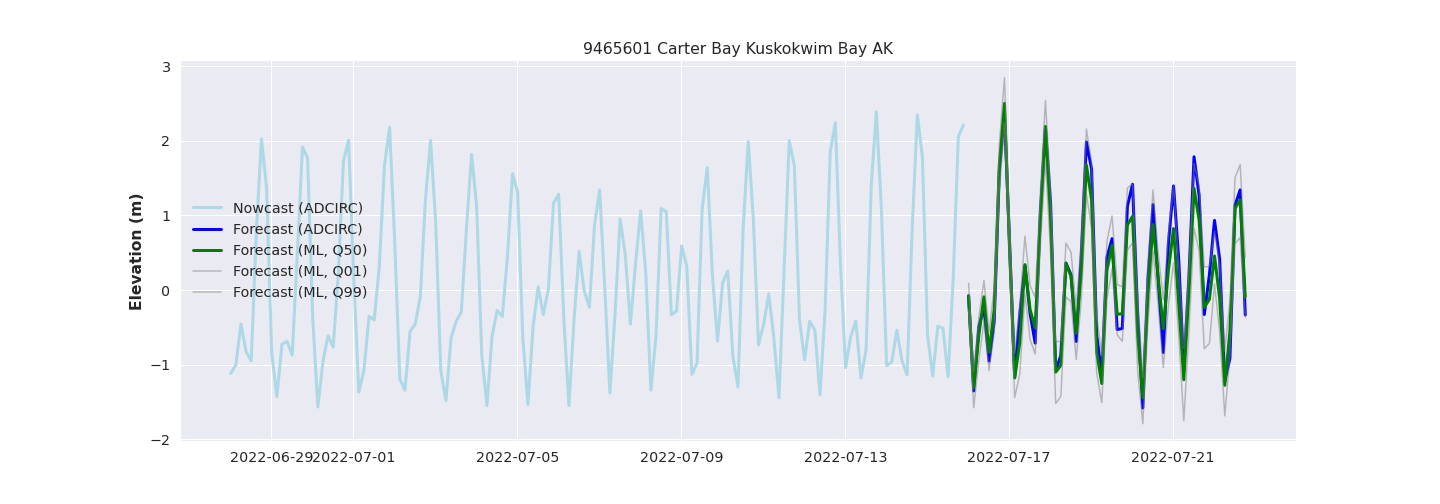 9465601 Carter Bay Kuskokwim Bay AK
3
2
1
0
−1
−2
Elevation (m)
Nowcast (ADCIRC)
Forecast (ADCIRC)
Forecast (ML, Q50)
Forecast (ML, Q01)
Forecast (ML, Q99)
2022-06-29 2022-07-01 2022-07-05 2022-07-09 2022-07-13 2022-07-17 2022-07-21